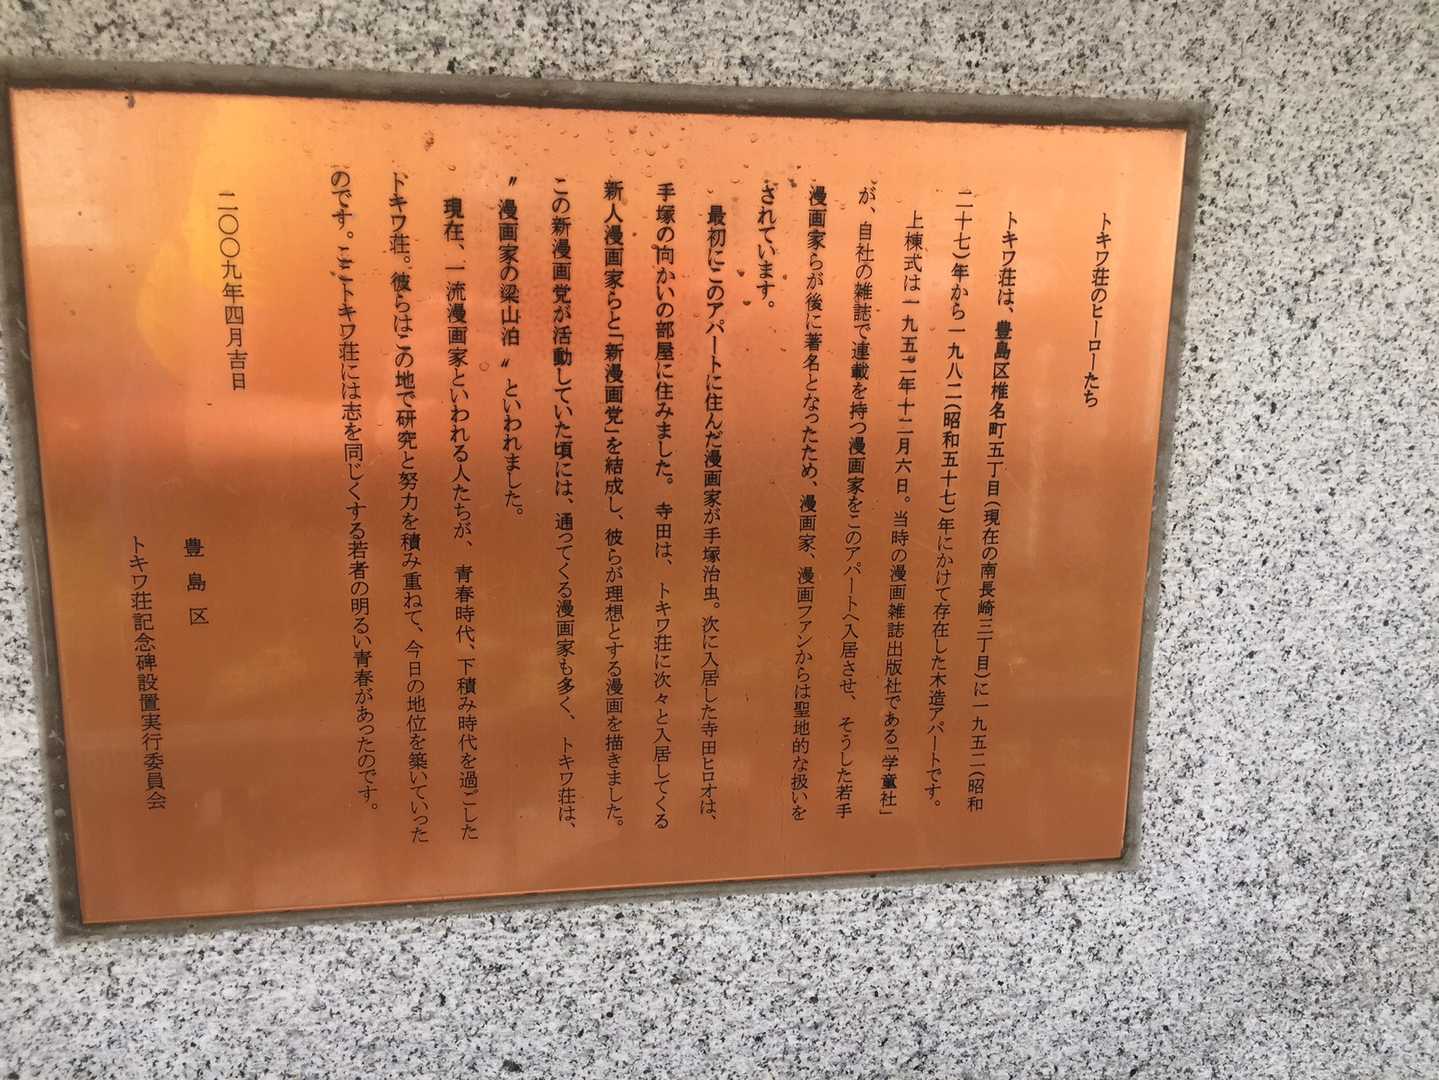 トキワ荘のヒーローたち
トキワ荘は、豊島区椎名町五丁目(現在の南長崎三丁目)に一九五二(昭和
二十七)年から一九八二(昭和五十七)年にかけて存在した木造アパートです。
上棟式は一九五二年十二月六日。当時の漫画雑誌出版社である「学童社」
が、自社の雑誌で連載を持つ漫画家をこのアパートへ入居させ、そうした若手
漫画家らが後に著名となったため、漫画家、漫画ファンからは聖地的な扱いを
されています。
最初にこのアパートに住んだ漫画家が手塚治虫。次に入居した寺田ヒロオは、
手塚の向かいの部屋に住みました。寺田は、トキワ荘に次々と入居してくる
新人漫画家らと「新漫画党」を結成し、彼らが理想とする漫画を描きました。
この新漫画党が活動していた頃には、通ってくる漫画家も多く、トキワ荘は、
〃漫画家の梁山泊〃といわれました。
現在、一流漫画家といわれる人たちが、青春時代、下積み時代を過ごした
トキワ荘。彼らはこの地で研究と努力を積み重ねて、今日の地位を築いていった
のです。ここトキワ荘には志を同じくする若者の明るい青春があったのです。
二〇〇九年四月吉日
豊島区
トキワ荘記念碑設置実行委員会